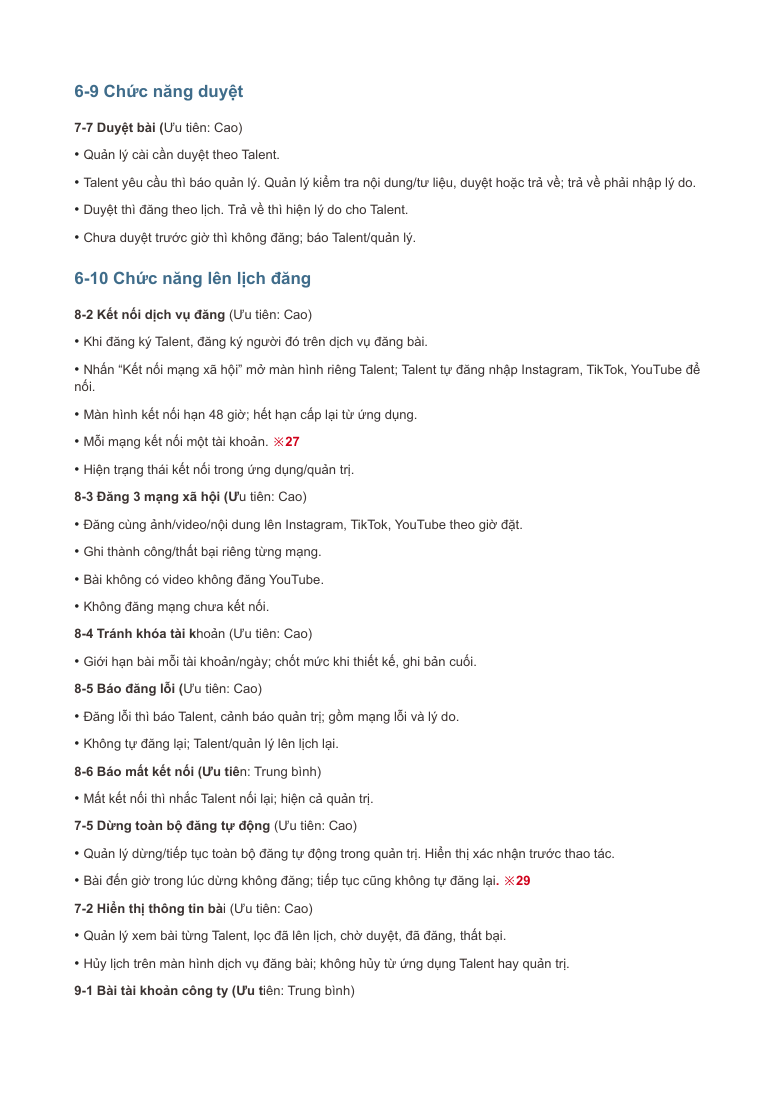 6-9 Chức năng duyệt
7-7 Duyệt bài (Ưu tiên: Cao)
• Quản lý cài cần duyệt theo Talent.
• Talent yêu cầu thì báo quản lý. Quản lý kiểm tra nội dung/tư liệu, duyệt hoặc trả về; trả về phải nhập lý do.
• Duyệt thì đăng theo lịch. Trả về thì hiện lý do cho Talent.
• Chưa duyệt trước giờ thì không đăng; báo Talent/quản lý.
6-10 Chức năng lên lịch đăng
8-2 Kết nối dịch vụ đăng (Ưu tiên: Cao)
• Khi đăng ký Talent, đăng ký người đó trên dịch vụ đăng bài.
• Nhấn “Kết nối mạng xã hội” mở màn hình riêng Talent; Talent tự đăng nhập Instagram, TikTok, YouTube để
nối.
• Màn hình kết nối hạn 48 giờ; hết hạn cấp lại từ ứng dụng.
• Mỗi mạng kết nối một tài khoản. ※27
• Hiện trạng thái kết nối trong ứng dụng/quản trị.
8-3 Đăng 3 mạng xã hội (Ưu tiên: Cao)
• Đăng cùng ảnh/video/nội dung lên Instagram, TikTok, YouTube theo giờ đặt.
• Ghi thành công/thất bại riêng từng mạng.
• Bài không có video không đăng YouTube.
• Không đăng mạng chưa kết nối.
8-4 Tránh khóa tài khoản (Ưu tiên: Cao)
• Giới hạn bài mỗi tài khoản/ngày; chốt mức khi thiết kế, ghi bản cuối.
8-5 Báo đăng lỗi (Ưu tiên: Cao)
• Đăng lỗi thì báo Talent, cảnh báo quản trị; gồm mạng lỗi và lý do.
• Không tự đăng lại; Talent/quản lý lên lịch lại.
8-6 Báo mất kết nối (Ưu tiên: Trung bình)
• Mất kết nối thì nhắc Talent nối lại; hiện cả quản trị.
7-5 Dừng toàn bộ đăng tự động (Ưu tiên: Cao)
• Quản lý dừng/tiếp tục toàn bộ đăng tự động trong quản trị. Hiển thị xác nhận trước thao tác.
• Bài đến giờ trong lúc dừng không đăng; tiếp tục cũng không tự đăng lại. ※29
7-2 Hiển thị thông tin bài (Ưu tiên: Cao)
• Quản lý xem bài từng Talent, lọc đã lên lịch, chờ duyệt, đã đăng, thất bại.
• Hủy lịch trên màn hình dịch vụ đăng bài; không hủy từ ứng dụng Talent hay quản trị.
9-1 Bài tài khoản công ty (Ưu tiên: Trung bình)